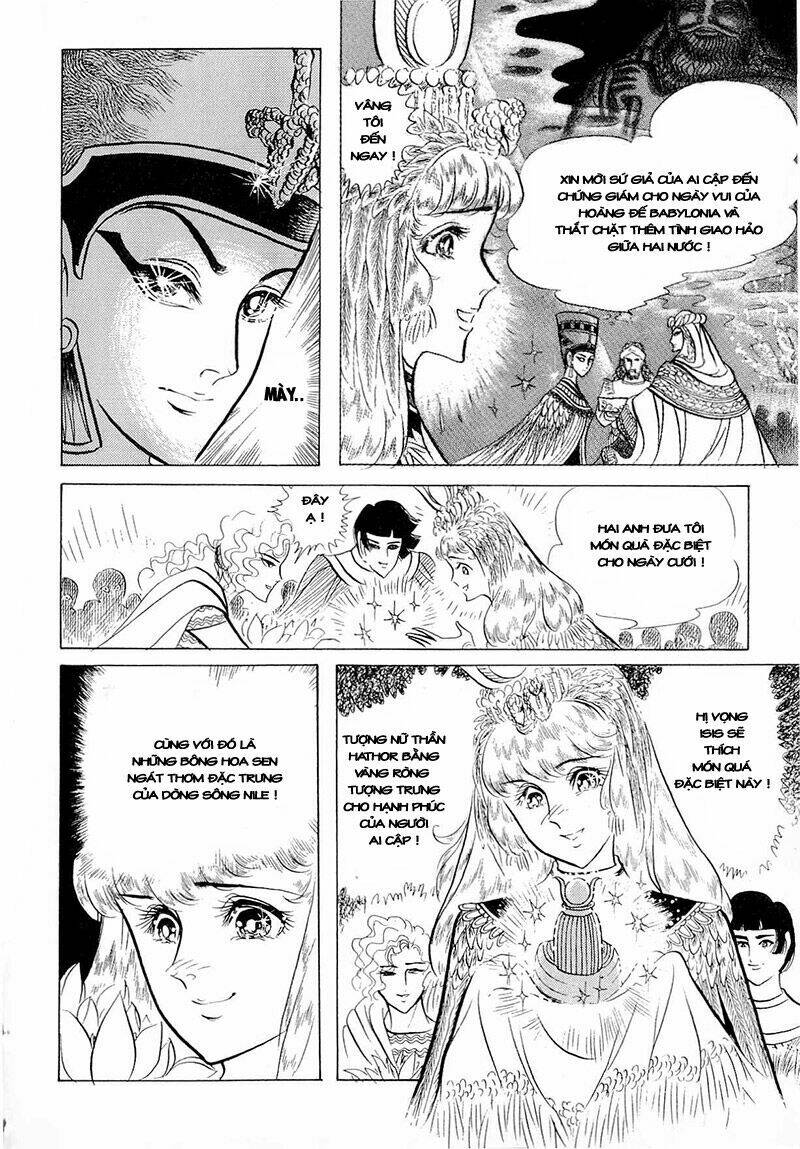 XIN MỜI SỨ GIẢ CỦA AI CẬP ĐẾN
CHỨNG GIÁM CHO NGÀY VUI CỦA
HOÀNG ĐẾ BABYLONIA VÀ
THẮT CHẶT THÊM TÌNH GIAO HẢO
GIỮA HAI NƯỚC !
VÂNG
TÔI
ĐẾN
NGAY !
MÀY..
HAI ANH ĐƯA TÔI
MÓN QUÀ ĐẶC BIỆT
CHO NGÀY CƯỚI !
ĐÂY
Ạ !
HỊ VỌNG
ISIS SẼ
THÍCH
MÓN QUÁ
ĐẶC BIỆT NÀY !
TƯỢNG NỮ THẦN
HATHOR BẰNG
VÀNG RÒNG
TƯỢNG TRƯNG
CHO HẠNH PHÚC
CỦA NGƯỜI
AI CẬP !
CÙNG VỚI ĐÓ LÀ
NHỮNG BÔNG HOA SEN
NGÁT THƠM ĐẶC TRƯNG
CỦA DÒNG SÔNG NILE !